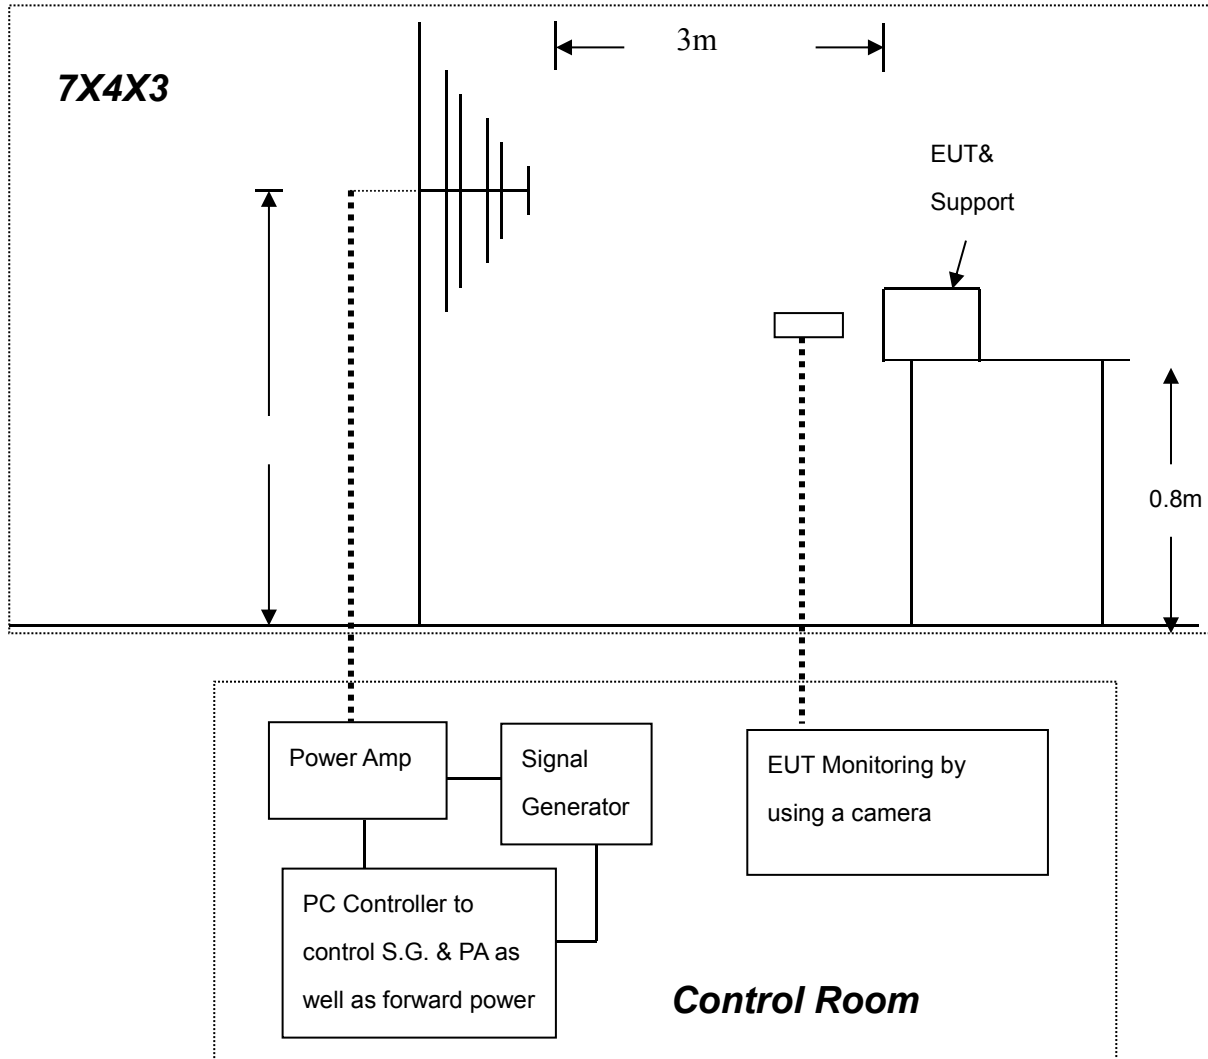 3m
7X4X3
EUT&
Support
0.8m
Power Amp
Signal
Generator
EUT Monitoring by
using a camera
PC Controller to
control S.G. & PA as
well as forward power
Control Room